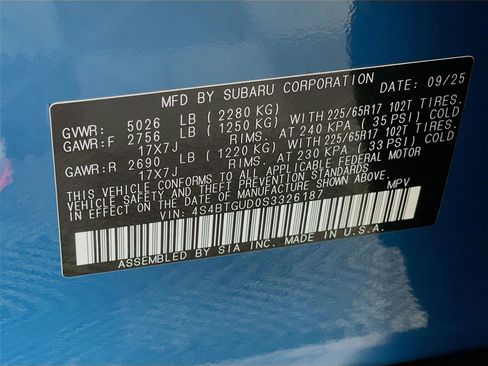 MFD BY SUBARU CORPORATION DATE: 09/25
GVWR: 5026 LB (2280 KG)
GAWR:F 2756 LB (1250 KG) WITH 225/65R17 102T TIRES.
17X7J RIMS. AT 240 KPA (35 PSI) COLD
GAWR:R 2690 LB (1220 KG) WITH 225/65R17 102T TIRES.
17X7J RIMS. AT 230 KPA (33 PSI) COLD
THIS VEHICLE CONFORMS TO ALL APPLICABLE FEDERAL MOTOR
VEHICLE SAFETY, BUMPER, AND THEFT PREVENTION STANDARDS
IN EFFECT ON THE DATE OF MANUFACTURE SHOWN ABOVE.
VIN: 4S4BTGUD0S3326187 MPV
ASSEMBLED BY SIA INC. MADE IN U.S.A.